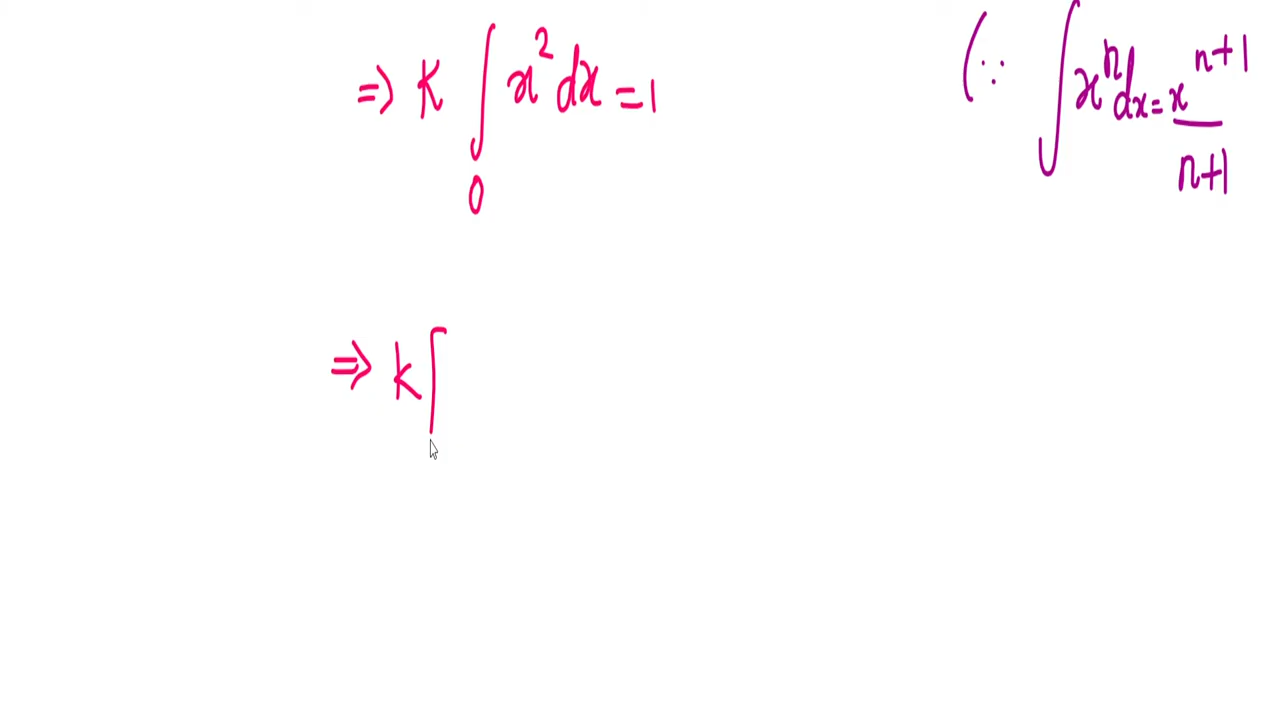 ⇒ K ∫₀ x² dx = 1
(∵ ∫ xⁿ dx = xⁿ⁺¹ / n+1
⇒ k [